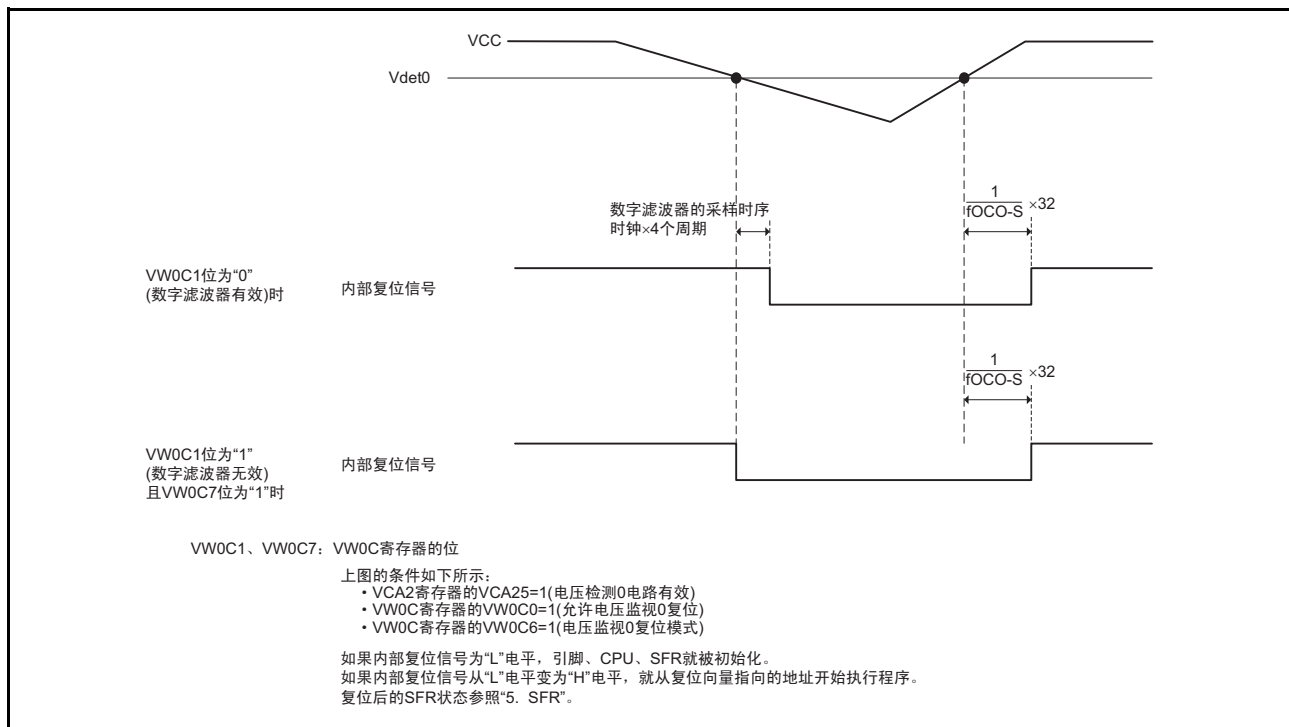 VCC
Vdet0
数字滤波器的采样时序
时钟×4个周期
1
fOCO-S ×32
VW0C1位为“0”
(数字滤波器有效)时
内部复位信号
1
fOCO-S ×32
VW0C1位为“1”
(数字滤波器无效)
且VW0C7位为“1”时
内部复位信号
VW0C1、VW0C7：VW0C寄存器的位
上图的条件如下所示：
• VCA2寄存器的VCA25=1(电压检测0电路有效)
• VW0C寄存器的VW0C0=1(允许电压监视0复位)
• VW0C寄存器的VW0C6=1(电压监视0复位模式)
如果内部复位信号为“L”电平，引脚、CPU、SFR就被初始化。
如果内部复位信号从“L”电平变为“H”电平，就从复位向量指向的地址开始执行程序。
复位后的SFR状态参照“5. SFR”。